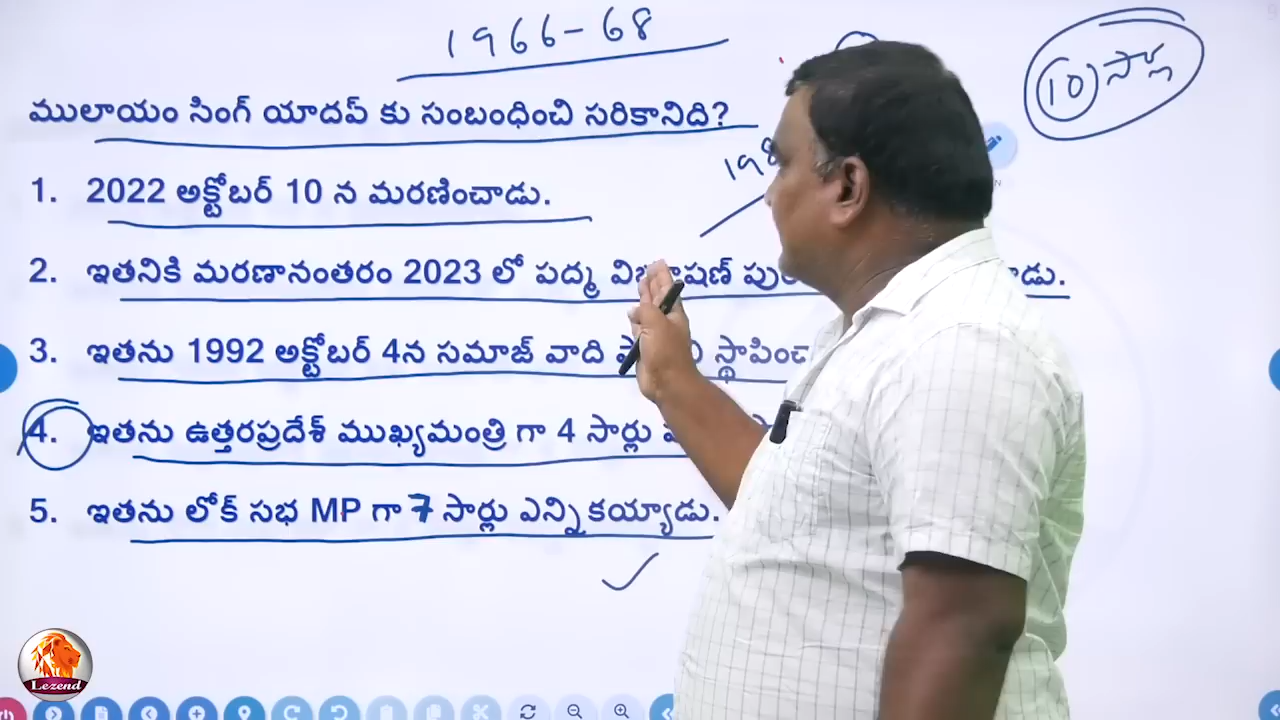 1966-68
10 సార్లు
ములాయం సింగ్ యాదవ్ కు సంబంధించి సరికానిది?
1. 2022 అక్టోబర్ 10 న మరణించాడు.
2. ఇతనికి మరణానంతరం 2023 లో పద్మ
3. ఇతను 1992 అక్టోబర్ 4న సమాజ్ వాది
4. ఇతను ఉత్తరప్రదేశ్ ముఖ్యమంత్రి గా 4 సార్లు
5. ఇతను లోక్ సభ MP గా 7 సార్లు ఎన్నికయ్యాడు.
Lezend